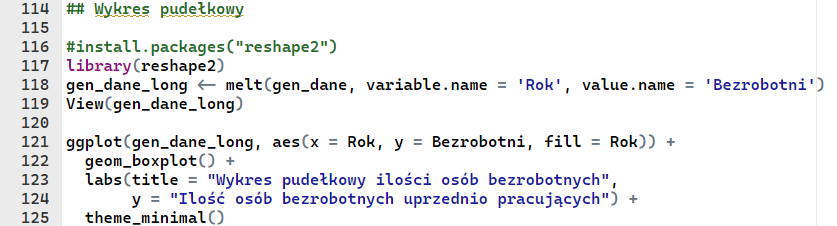 114 ## Wykres pudełkowy
115
116 #install.packages("reshape2")
117 library(reshape2)
118 gen_dane_long <- melt(gen_dane, variable.name = 'Rok', value.name = 'Bezrobotni')
119 View(gen_dane_long)
120
121 ggplot(gen_dane_long, aes(x = Rok, y = Bezrobotni, fill = Rok)) +
122   geom_boxplot() +
123   labs(title = "Wykres pudełkowy ilości osób bezrobotnych",
124        y = "Ilość osób bezrobotnych uprzednio pracujących") +
125   theme_minimal()